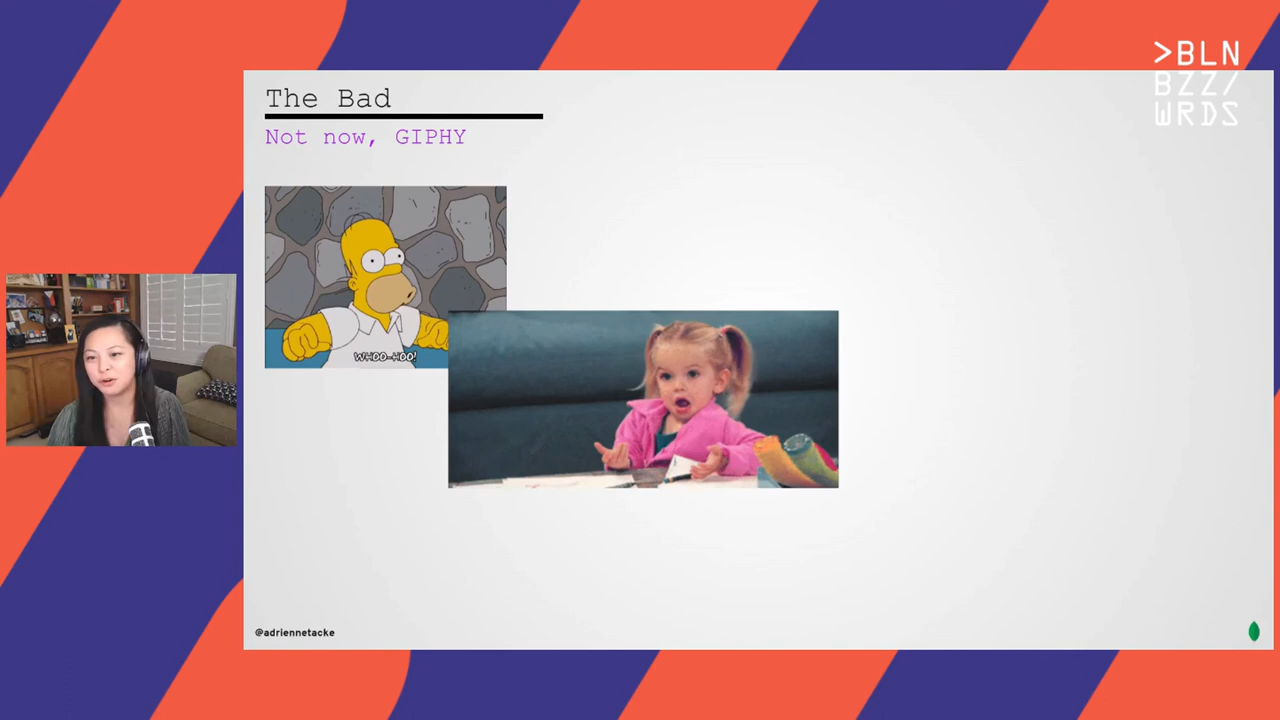 >BLN
BZZ/
WRDS
The Bad
Not now, GIPHY
WHOO-HOO!
@adriennetacke